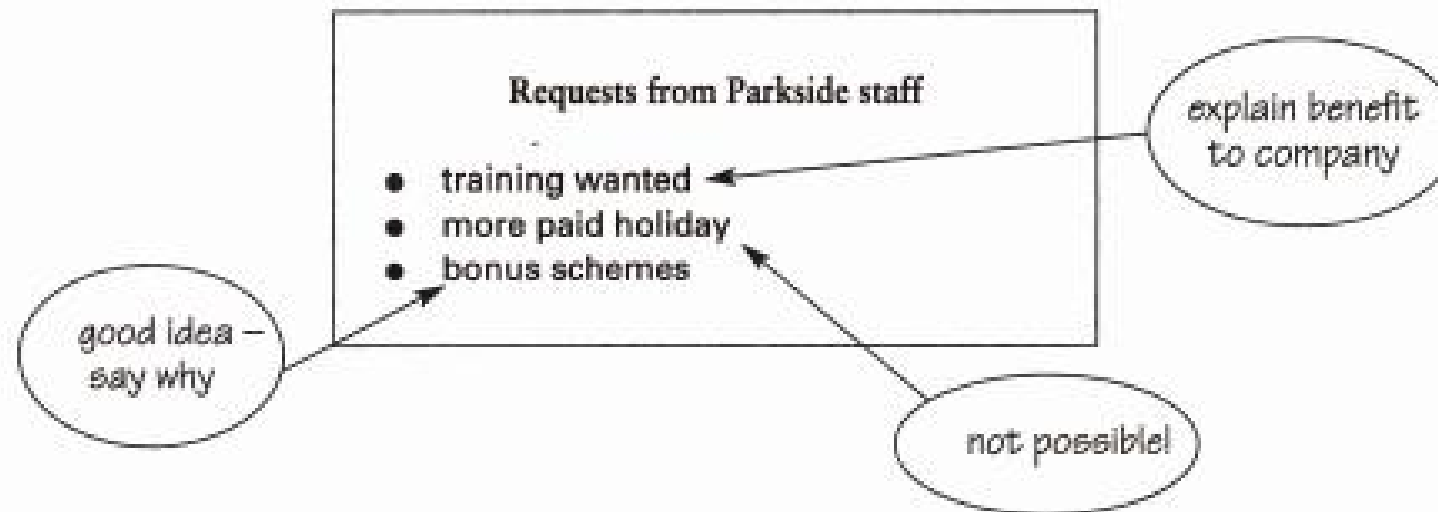 Requests from Parkside staff
● training wanted
● more paid holiday
● bonus schemes
explain benefit
to company
good idea –
say why
not possible!